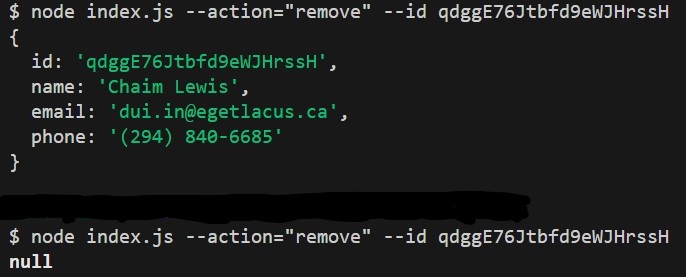 $ node index.js --action="remove" --id qdggE76Jtbfd9eWJHrssH
{
  id: 'qdggE76Jtbfd9eWJHrssH',
  name: 'Chaim Lewis',
  email: 'dui.in@egetlacus.ca',
  phone: '(294) 840-6685'
}
$ node index.js --action="remove" --id qdggE76Jtbfd9eWJHrssH
null